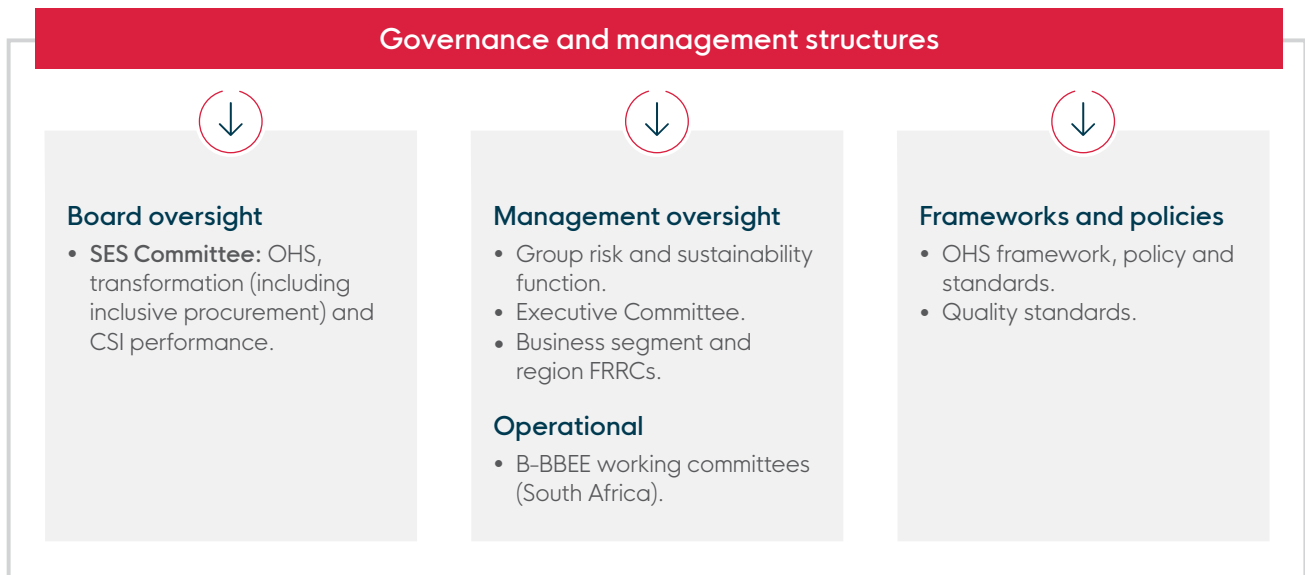 Governance and management structures
Board oversight
• SES Committee: OHS,
transformation (including
inclusive procurement) and
CSI performance.
Management oversight
• Group risk and sustainability
function.
• Executive Committee.
• Business segment and
region FRRCs.
Operational
• B-BBEE working committees
(South Africa).
Frameworks and policies
• OHS framework, policy and
standards.
• Quality standards.